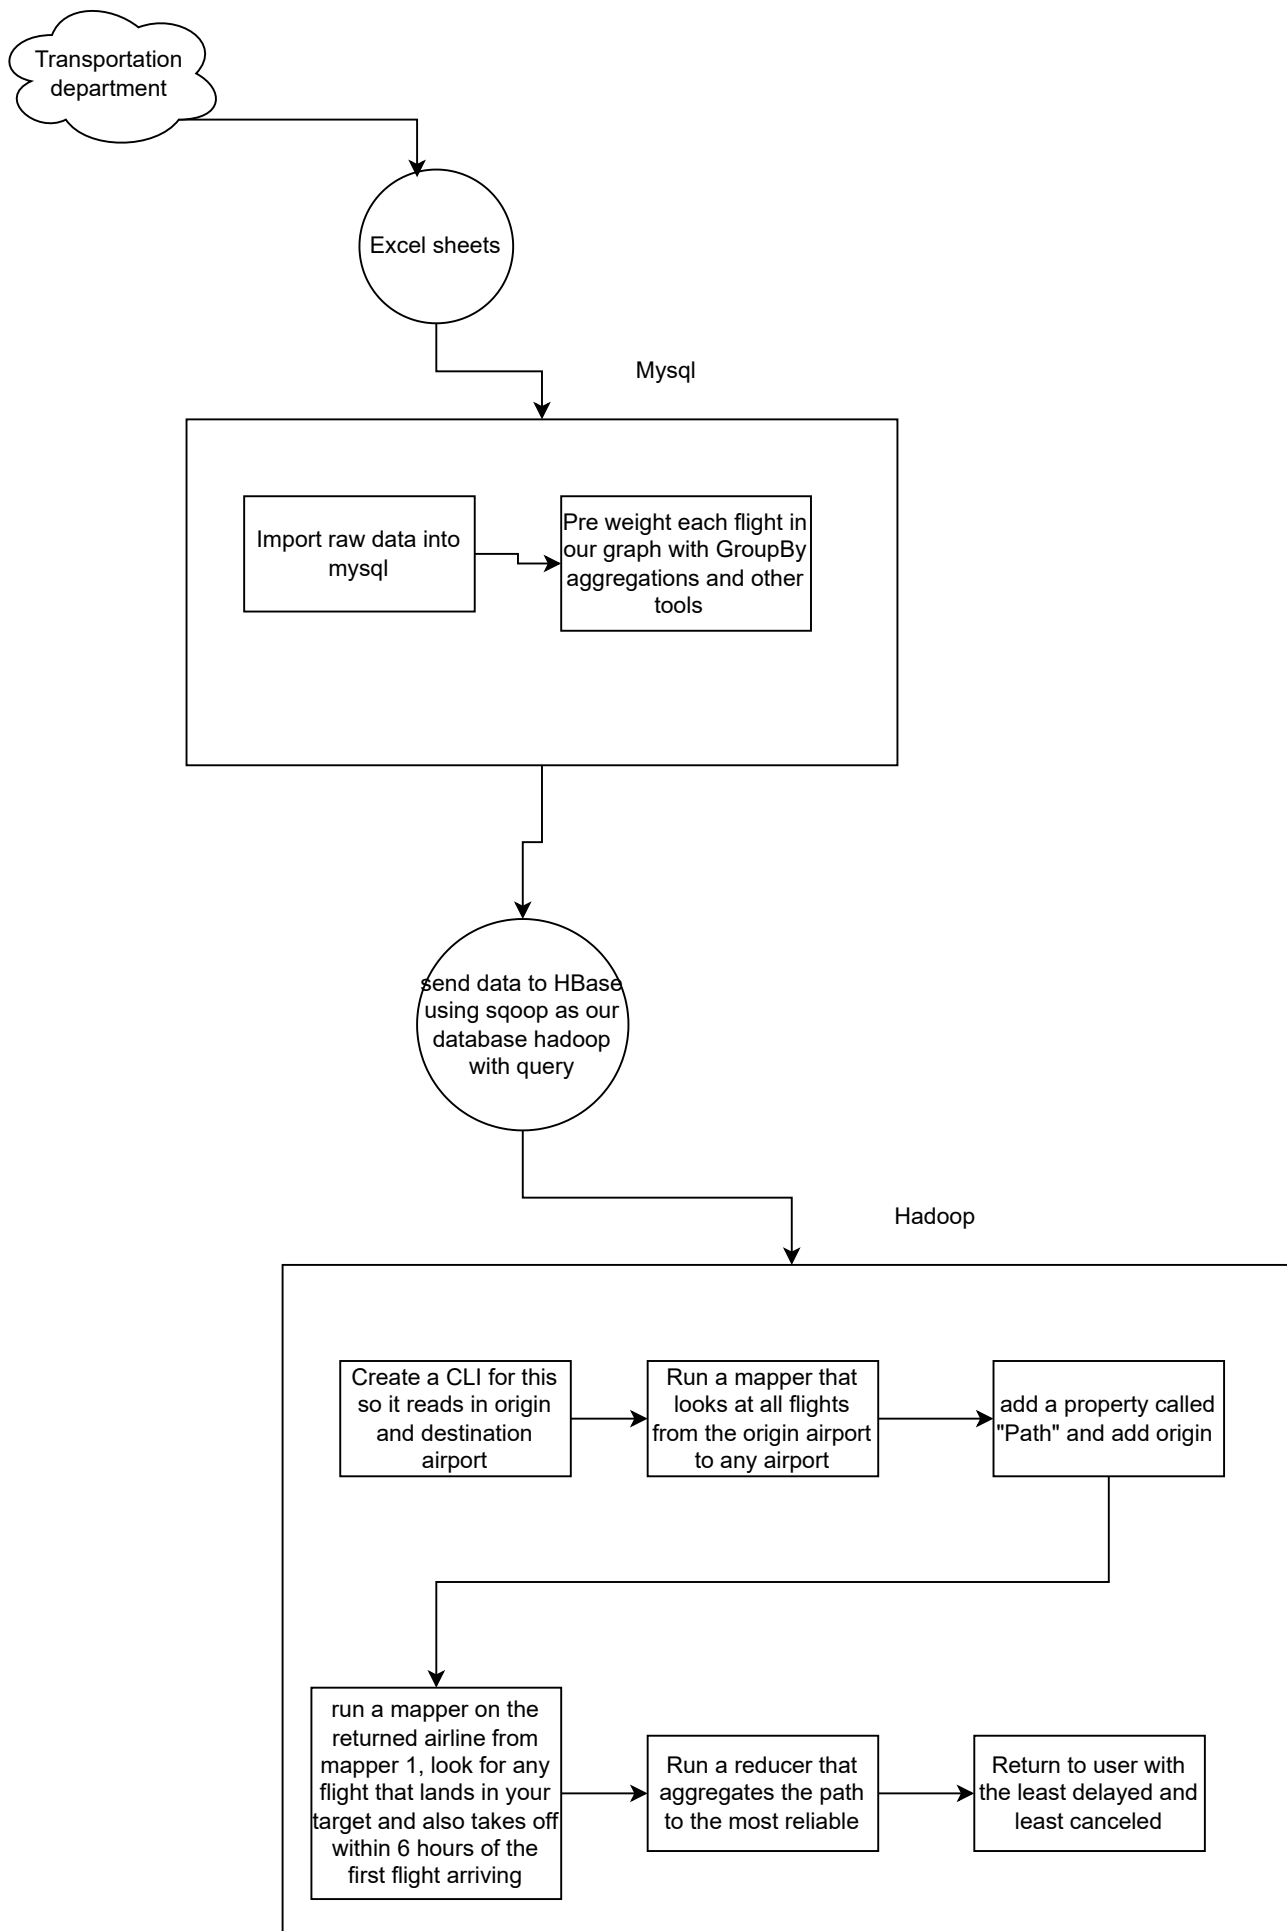 Transportation
department
Excel sheets
Mysql
Import raw data into
mysql
Pre weight each flight in
our graph with GroupBy
aggregations and other
tools
send data to HBase
using sqoop as our
database hadoop
with query
Hadoop
Create a CLI for this
so it reads in origin
and destination
airport
Run a mapper that
looks at all flights
from the origin airport
to any airport
add a property called
"Path" and add origin
run a mapper on the
returned airline from
mapper 1, look for any
flight that lands in your
target and also takes off
within 6 hours of the
first flight arriving
Run a reducer that
aggregates the path
to the most reliable
Return to user with
the least delayed and
least canceled